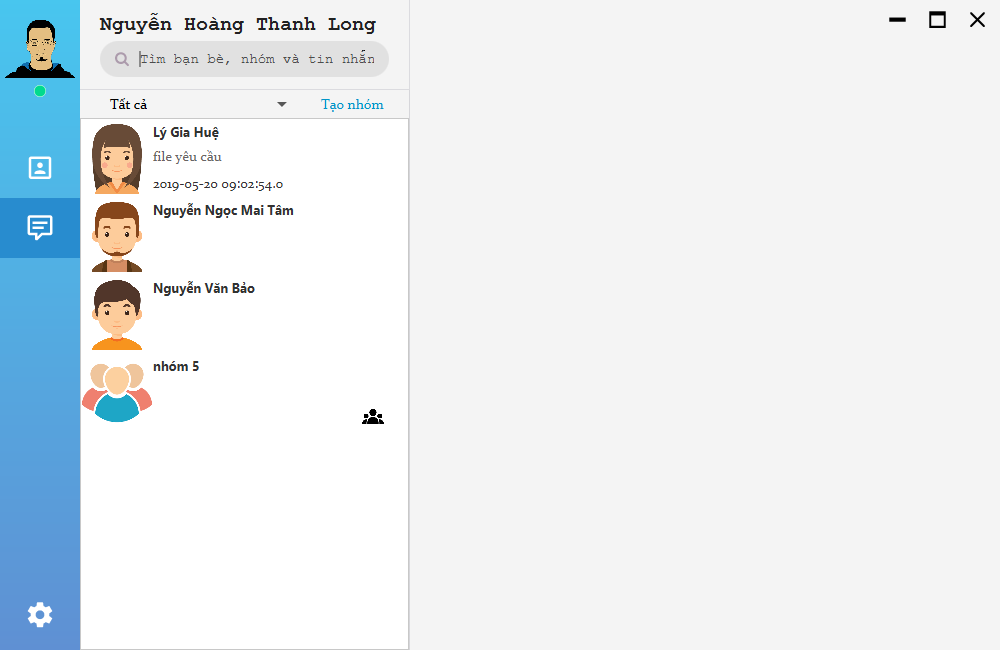 Nguyễn Hoàng Thanh Long
Tìm bạn bè, nhóm và tin nhắn
Tất cả
Tạo nhóm
Lý Gia Huệ
file yêu cầu
2019-05-20 09:02:54.0
Nguyễn Ngọc Mai Tâm
Nguyễn Văn Bảo
nhóm 5